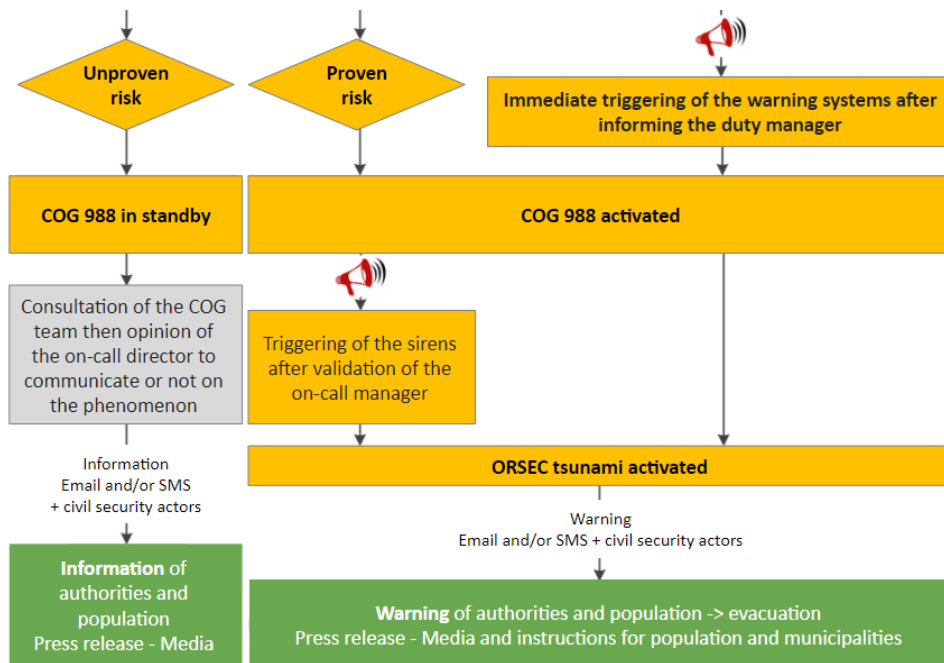 Unproven
risk
Proven
risk
Immediate triggering of the warning systems after
informing the duty manager
COG 988 in standby
COG 988 activated
Consultation of the COG
team then opinion of
the on-call director to
communicate or not on
the phenomenon
Triggering of the sirens
after validation of the
on-call manager
Information
Email and/or SMS
+ civil security actors
ORSEC tsunami activated
Warning
Email and/or SMS + civil security actors
Information of
authorities and
population
Press release - Media
Warning of authorities and population -> evacuation
Press release - Media and instructions for population and municipalities